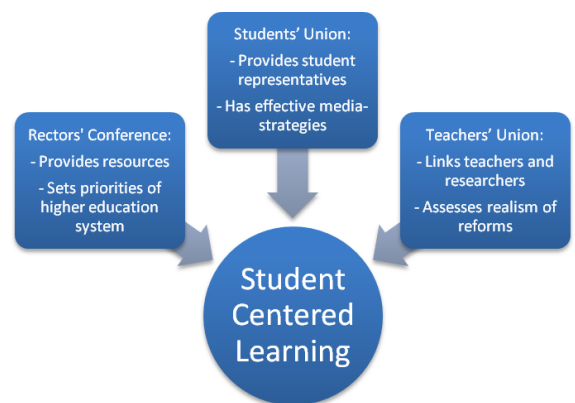 Students' Union:
- Provides student
representatives
- Has effective media-
strategies
Rectors' Conference:
- Provides resources
- Sets priorities of
higher education
system
Teachers' Union:
- Links teachers and
researchers
- Assesses realism of
reforms
Student
Centered
Learning